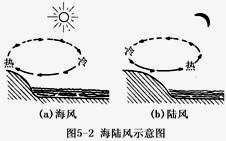 热 冷 冷 热
(a)海风 (b)陆风
图5-2 海陆风示意图